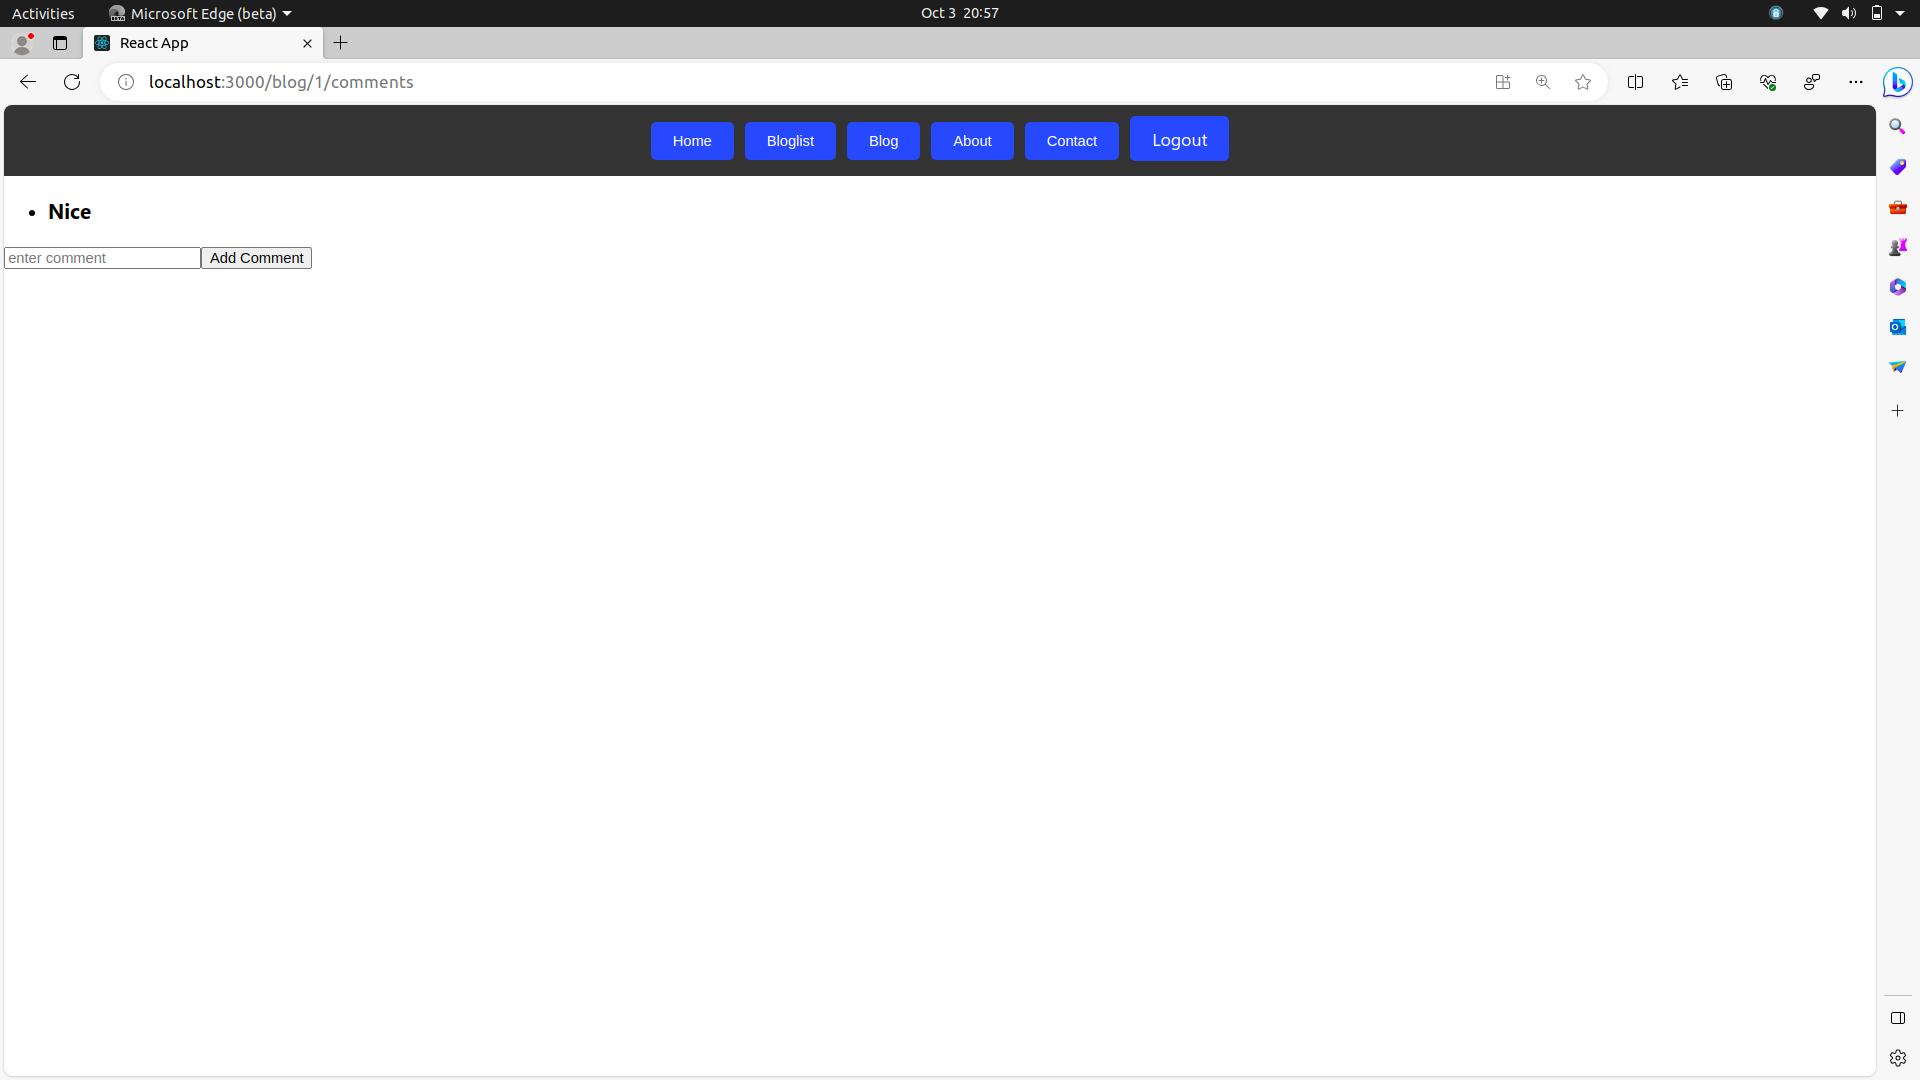 Activities
Microsoft Edge (beta)
Oct 3 20:57
React App
localhost:3000/blog/1/comments
Home
Bloglist
Blog
About
Contact
Logout
Nice
enter comment
Add Comment